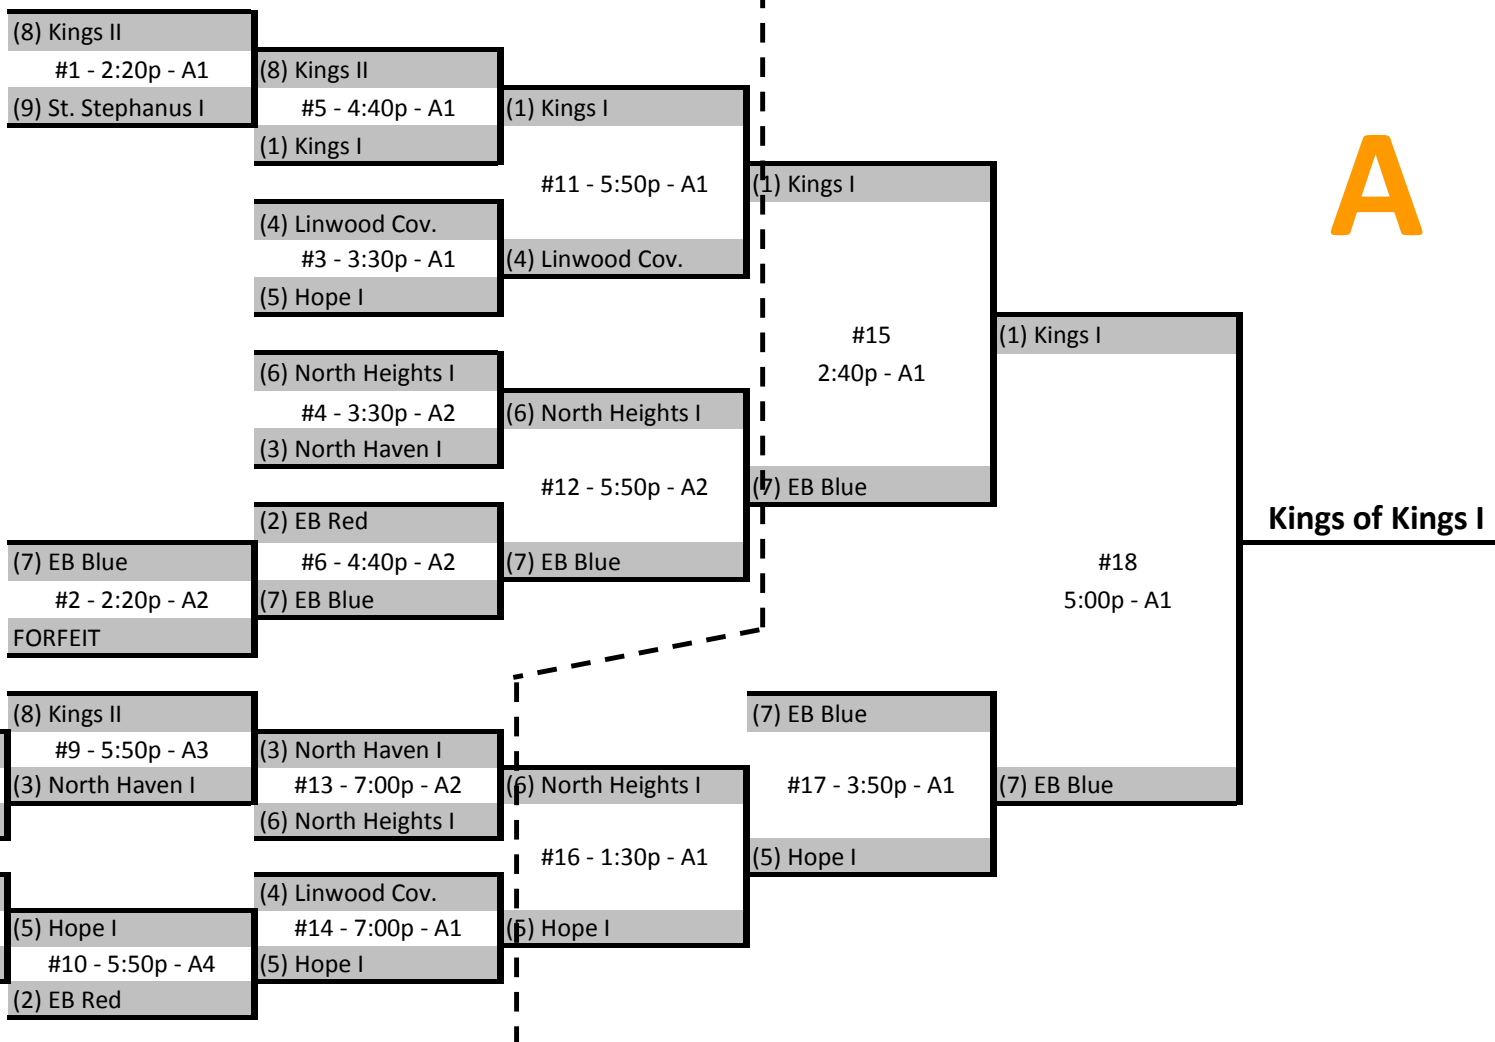 (8) Kings II
#1 - 2:20p - A1
(9) St. Stephanus I
(8) Kings II
#5 - 4:40p - A1
(1) Kings I
(1) Kings I
#11 - 5:50p - A1
(4) Linwood Cov.
(4) Linwood Cov.
#3 - 3:30p - A1
(5) Hope I
(1) Kings I
#15
2:40p - A1
(7) EB Blue
A
(6) North Heights I
#4 - 3:30p - A2
(3) North Haven I
(6) North Heights I
#12 - 5:50p - A2
(7) EB Blue
(2) EB Red
#6 - 4:40p - A2
(7) EB Blue
(7) EB Blue
#2 - 2:20p - A2
FORFEIT
(1) Kings I
#18
5:00p - A1
(7) EB Blue
Kings of Kings I
(8) Kings II
#9 - 5:50p - A3
(3) North Haven I
(3) North Haven I
#13 - 7:00p - A2
(6) North Heights I
(6) North Heights I
#16 - 1:30p - A1
(5) Hope I
(7) EB Blue
#17 - 3:50p - A1
(5) Hope I
(4) Linwood Cov.
#14 - 7:00p - A1
(5) Hope I
(5) Hope I
#10 - 5:50p - A4
(2) EB Red